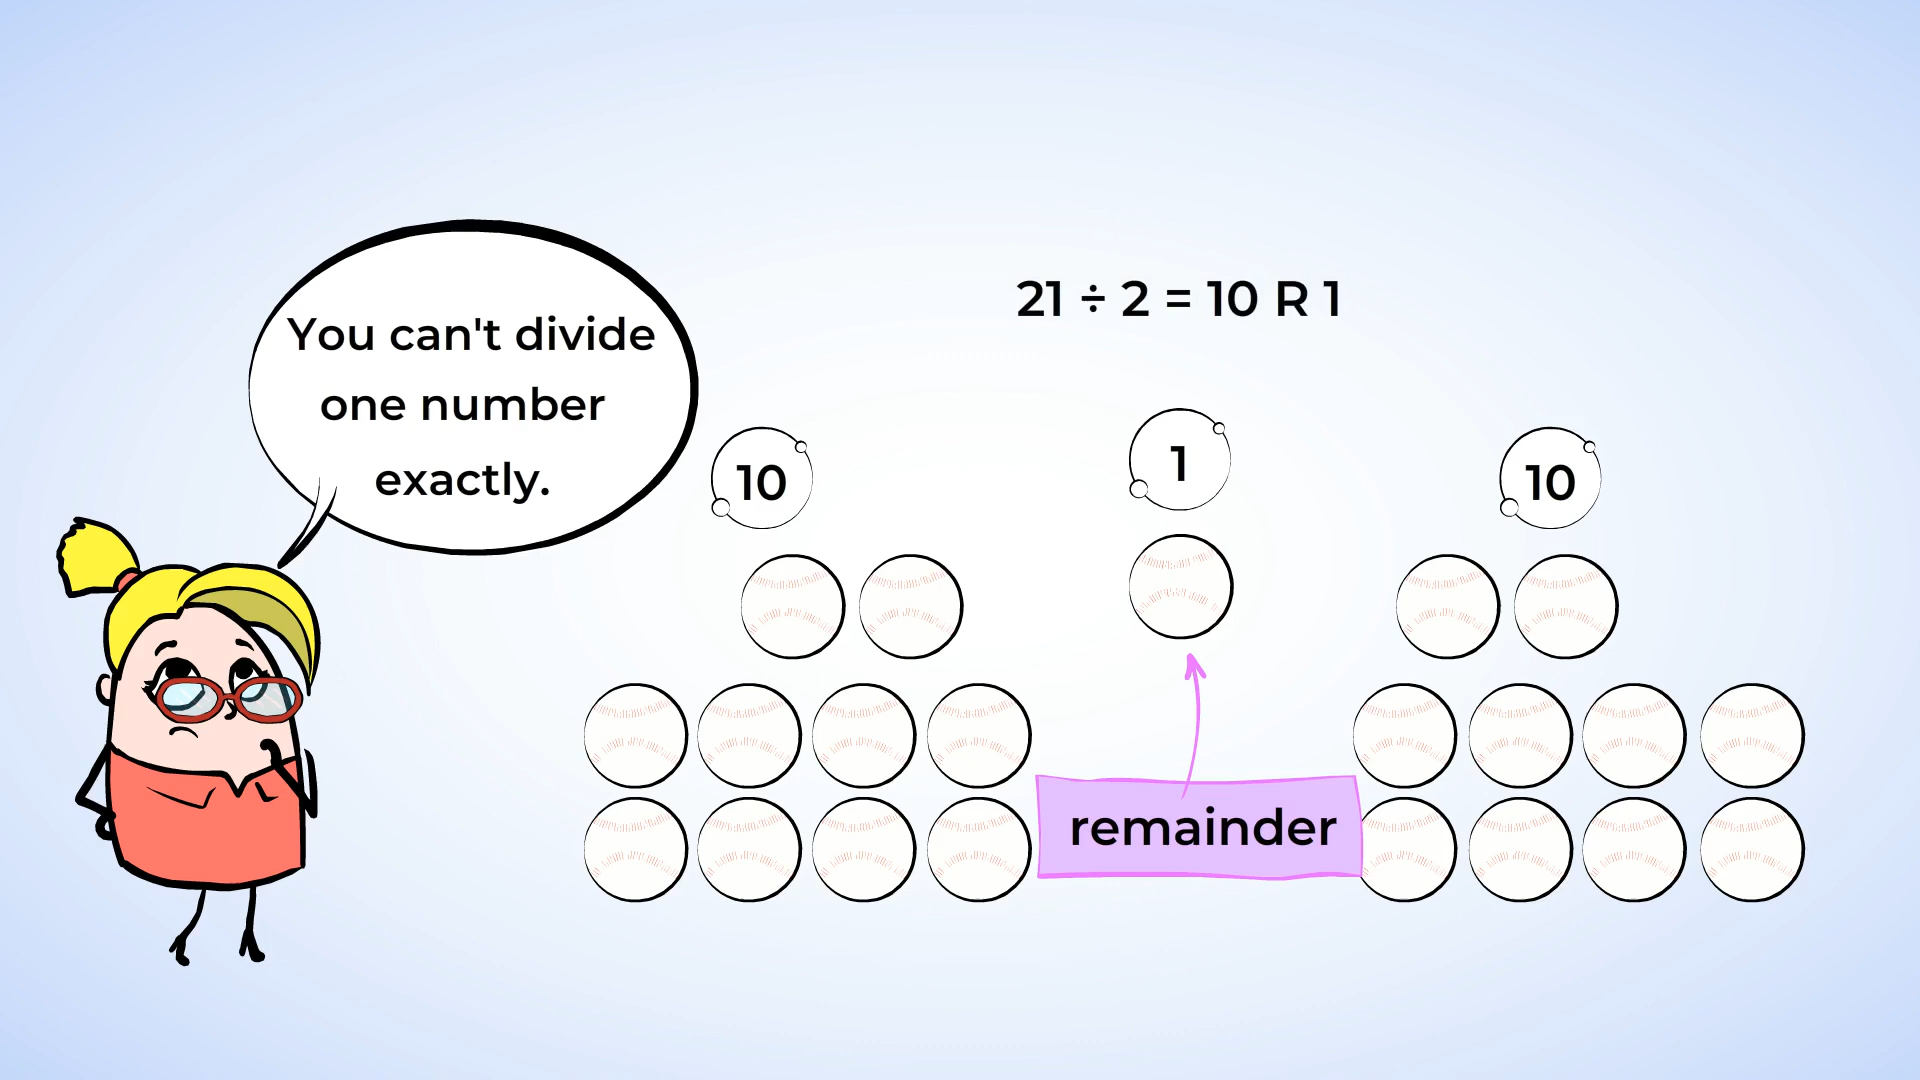 You can't divide
one number
exactly.
21 ÷ 2 = 10 R 1
10
1
10
remainder